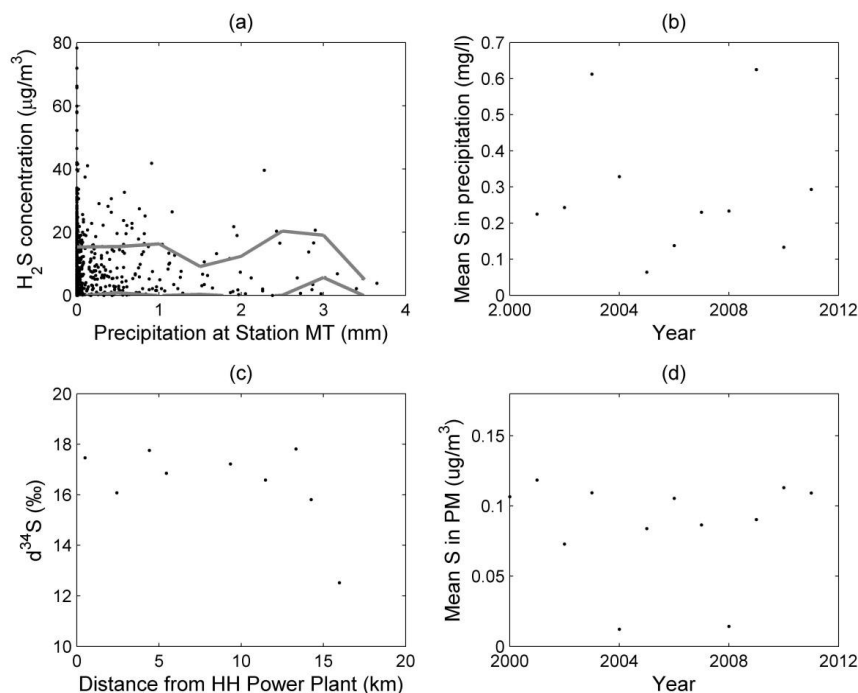 (a)
80
60
40
20
0
H2S concentration (μg/m3)
0 1 2 3 4
Precipitation at Station MT (mm)
(b)
0.7
0.6
0.5
0.4
0.3
0.2
0.1
0
Mean S in precipitation (mg/l)
2.000 2004 2008 2012
Year
(c)
20
18
16
14
12
10
d34S (‰)
0 5 10 15 20
Distance from HH Power Plant (km)
(d)
0.15
0.1
0.05
0
Mean S in PM (ug/m3)
2000 2004 2008 2012
Year